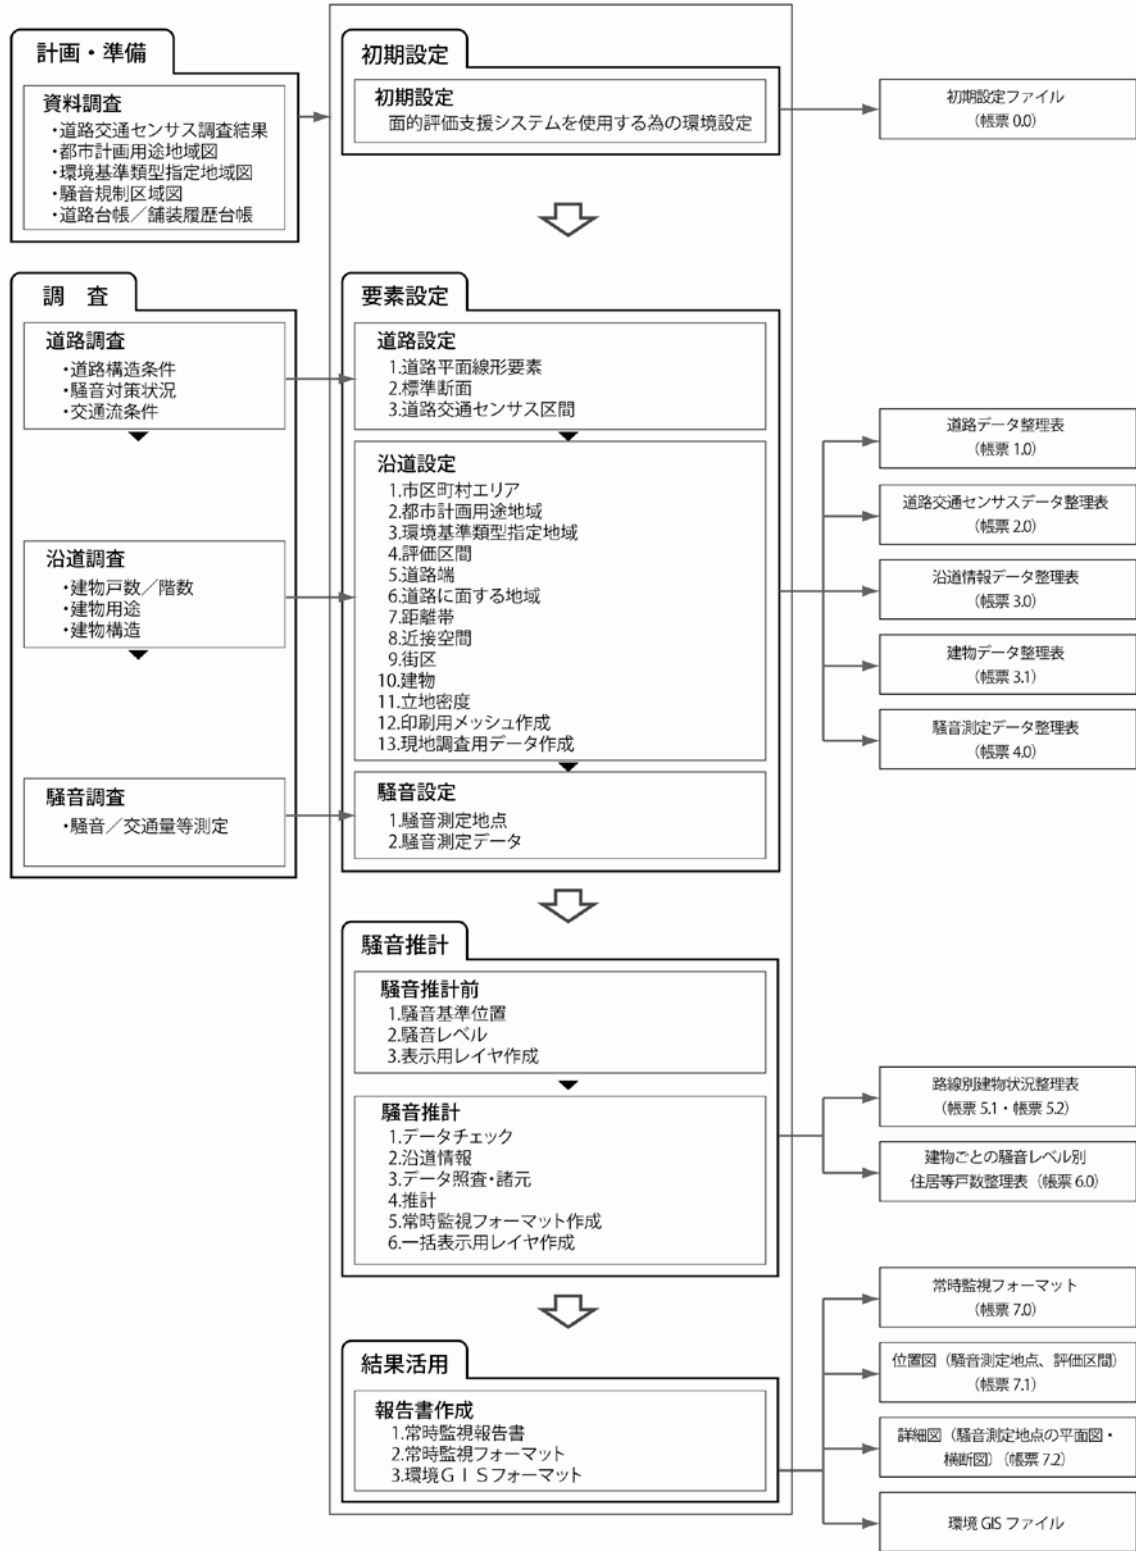 計画・準備
資料調査
・道路交通センサス調査結果
・都市計画用途地域図
・環境基準類型指定地域図
・騒音規制区域図
・道路台帳／舗装履歴台帳
初期設定
初期設定
面的評価支援システムを使用する為の環境設定
初期設定ファイル
(帳票 0.0)
調　査
道路調査
・道路構造条件
・騒音対策状況
・交通流条件
沿道調査
・建物戸数／階数
・建物用途
・建物構造
騒音調査
・騒音／交通量等測定
要素設定
道路設定
1.道路平面線形要素
2.標準断面
3.道路交通センサス区間
沿道設定
1.市区町村エリア
2.都市計画用途地域
3.環境基準類型指定地域
4.評価区間
5.道路端
6.道路に面する地域
7.距離帯
8.近接空間
9.街区
10.建物
11.立地密度
12.印刷用メッシュ作成
13.現地調査用データ作成
騒音設定
1.騒音測定地点
2.騒音測定データ
道路データ整理表
(帳票 1.0)
道路交通センサスデータ整理表
(帳票 2.0)
沿道情報データ整理表
(帳票 3.0)
建物データ整理表
(帳票 3.1)
騒音測定データ整理表
(帳票 4.0)
騒音推計
騒音推計前
1.騒音基準位置
2.騒音レベル
3.表示用レイヤ作成
騒音推計
1.データチェック
2.沿道情報
3.データ照査・諸元
4.推計
5.常時監視フォーマット作成
6.一括表示用レイヤ作成
路線別建物状況整理表
(帳票 5.1・帳票 5.2)
建物ごとの騒音レベル別
住居等戸数整理表（帳票 6.0）
結果活用
報告書作成
1.常時監視報告書
2.常時監視フォーマット
3.環境ＧＩＳフォーマット
常時監視フォーマット
(帳票 7.0)
位置図（騒音測定地点、評価区間）
(帳票 7.1)
詳細図（騒音測定地点の平面図・
横断図）（帳票 7.2）
環境 GIS ファイル